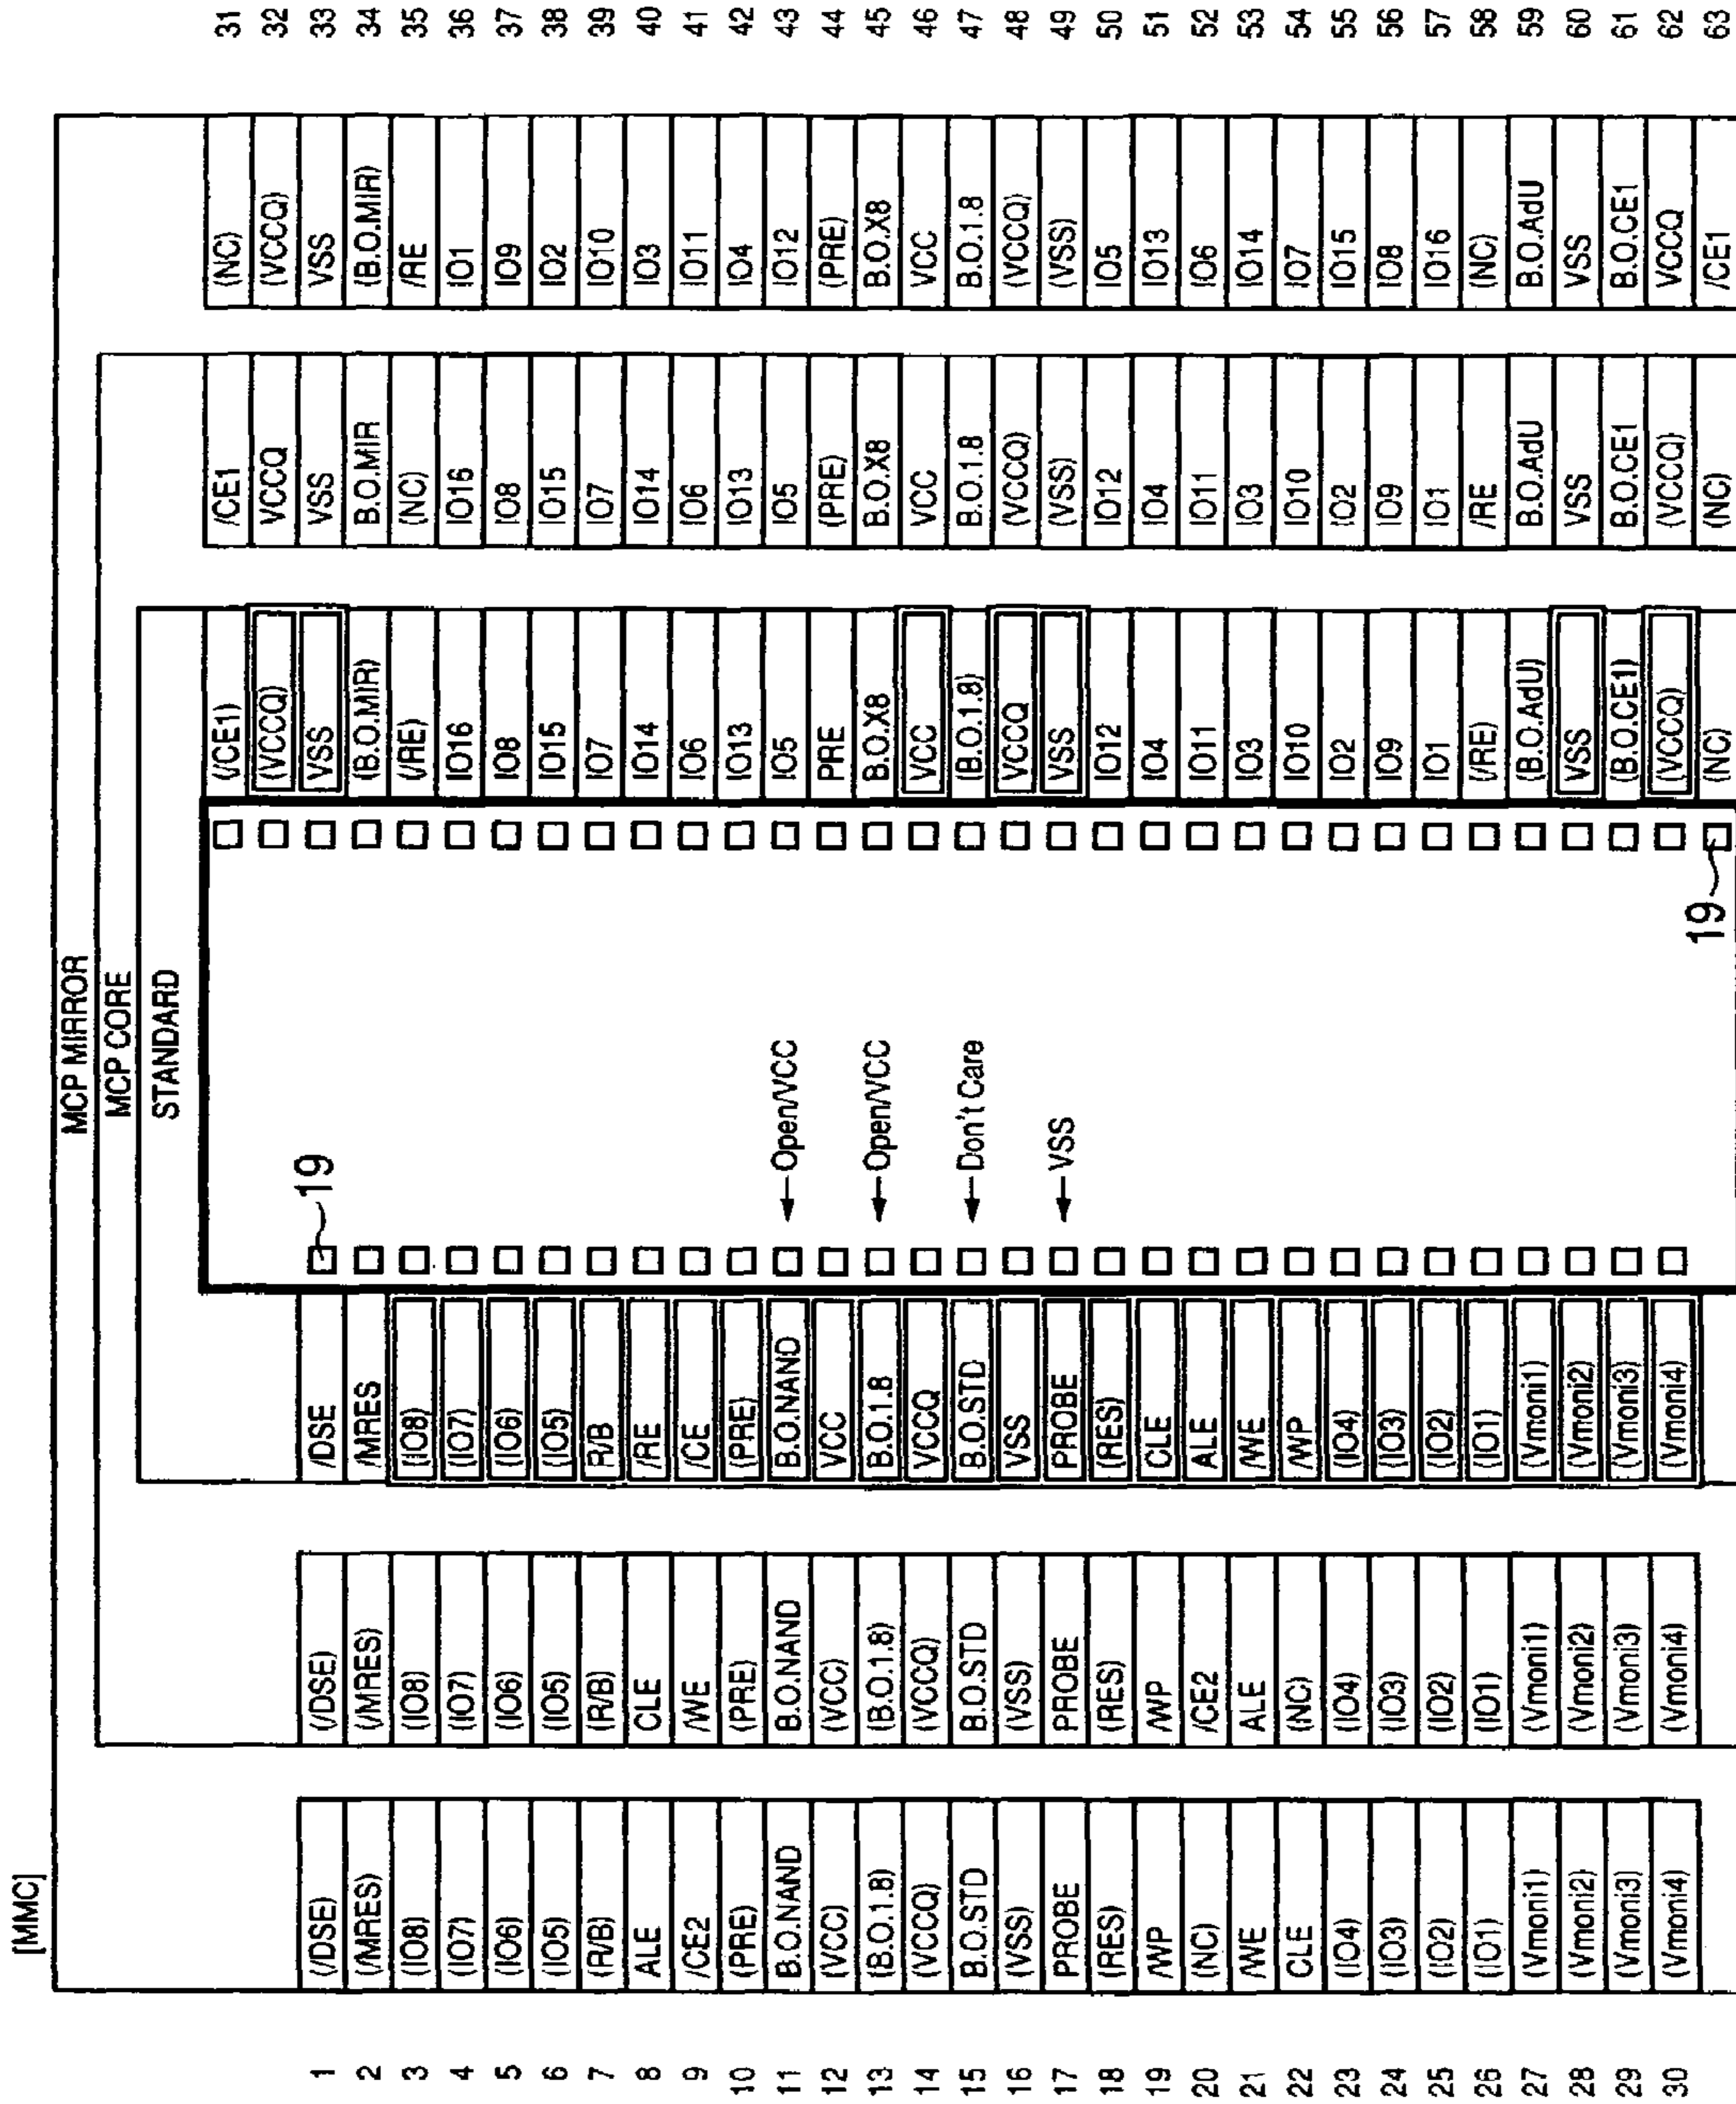 [MMC]
MCP MIRROR
MCP CORE
STANDARD
(/CE1) /CE1 (NC) 31
(VCCQ) VCCQ (VCCQ) 32
1 (/DSE) (/DSE) /DSE 19 VSS VSS VSS 33
2 (/MRES) (/MRES) /MRES (B.O.MIR) B.O.MIR (B.O.MIR) 34
3 (IO8) (IO8) (IO8) (/RE) (NC) /RE 35
4 (IO7) (IO7) (IO7) IO16 IO16 IO1 36
5 (IO6) (IO6) (IO6) IO8 IO8 IO9 37
6 (IO5) (IO5) (IO5) IO15 IO15 IO2 38
7 (R/B) (R/B) R/B IO7 IO7 IO10 39
8 ALE CLE /RE IO14 IO14 IO3 40
9 /CE2 /WE /CE IO6 IO6 IO11 41
10 (PRE) (PRE) (PRE) IO13 IO13 IO4 42
11 B.O.NAND B.O.NAND B.O.NAND Open/VCC IO5 IO5 IO12 43
12 (VCC) (VCC) VCC PRE (PRE) (PRE) 44
13 (B.O.1.8) (B.O.1.8) B.O.1.8 Open/VCC B.O.X8 B.O.X8 B.O.X8 45
14 (VCCQ) (VCCQ) VCCQ VCC VCC VCC 46
15 B.O.STD B.O.STD B.O.STD Don't Care (B.O.1.8) B.O.1.8 B.O.1.8 47
16 (VSS) (VSS) VSS VCCQ (VCCQ) (VCCQ) 48
17 PROBE PROBE PROBE VSS VSS (VSS) (VSS) 49
18 (RES) (RES) (RES) IO12 IO12 IO5 50
19 /WP /WP CLE IO4 IO4 IO13 51
20 (NC) /CE2 ALE IO11 IO11 IO6 52
21 /WE ALE /WE IO3 IO3 IO14 53
22 CLE (NC) /WP IO10 IO10 IO7 54
23 (IO4) (IO4) (IO4) IO2 IO2 IO15 55
24 (IO3) (IO3) (IO3) IO9 IO9 IO8 56
25 (IO2) (IO2) (IO2) IO1 IO1 IO16 57
26 (IO1) (IO1) (IO1) (/RE) /RE (NC) 58
27 (Vmoni1) (Vmoni1) (Vmoni1) (B.O.AdU) B.O.AdU B.O.AdU 59
28 (Vmoni2) (Vmoni2) (Vmoni2) VSS VSS VSS 60
29 (Vmoni3) (Vmoni3) (Vmoni3) (B.O.CE1) B.O.CE1 B.O.CE1 61
30 (Vmoni4) (Vmoni4) (Vmoni4) (VCCQ) (VCCQ) VCCQ 62
19 (NC) (NC) /CE1 63